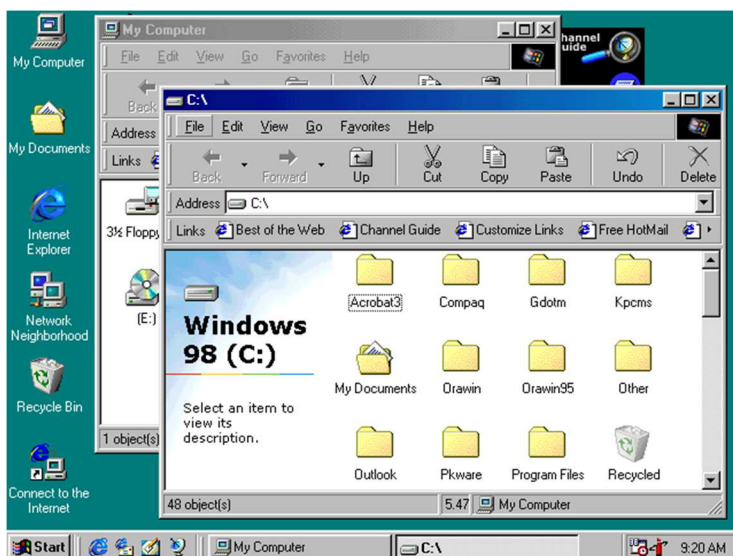 My Computer
My Documents
Internet
Explorer
Network
Neighborhood
Recycle Bin
Connect to the
Internet
My Computer
File Edit View Go Favorites Help
Back
Address
Links
3½ Floppy
(E:)
1 object(s)
hannel
uide
C:\
File Edit View Go Favorites Help
Back Forward Up Cut Copy Paste Undo Delete
Address C:\
Links Best of the Web Channel Guide Customize Links Free HotMail
Windows
98 (C:)
Select an item to
view its
description.
Acrobat3 Compaq Gdotm Kpcms
My Documents Orawin Orawin95 Other
Outlook Pkware Program Files Recycled
48 object(s) 5.47 My Computer
Start My Computer C:\ 9:20 AM